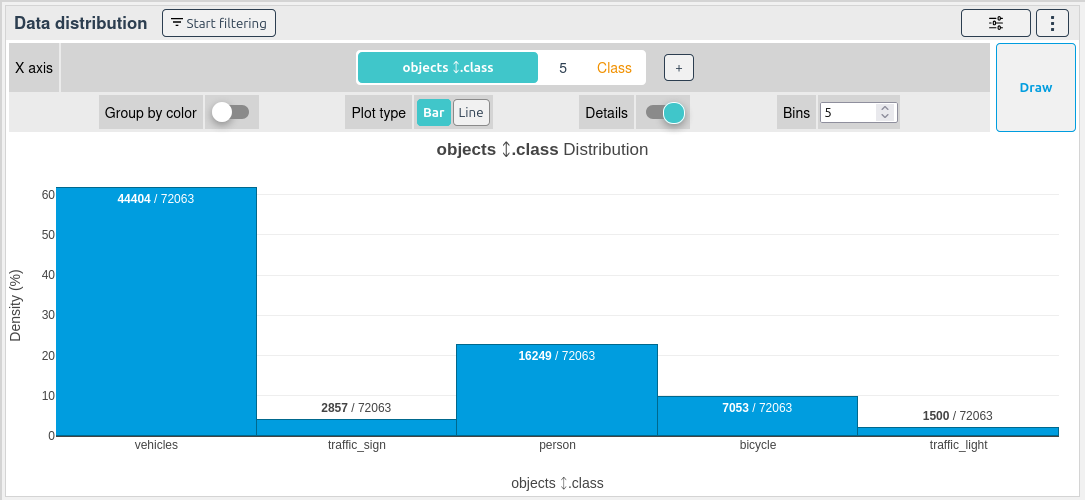 Data distribution Start filtering
X axis objects ↕.class 5 Class + Draw
Group by color Plot type Bar Line Details Bins 5
objects ↕.class Distribution
Density (%)
60
50
40
30
20
10
0
44404 / 72063
2857 / 72063
16249 / 72063
7053 / 72063
1500 / 72063
vehicles traffic_sign person bicycle traffic_light
objects ↕.class